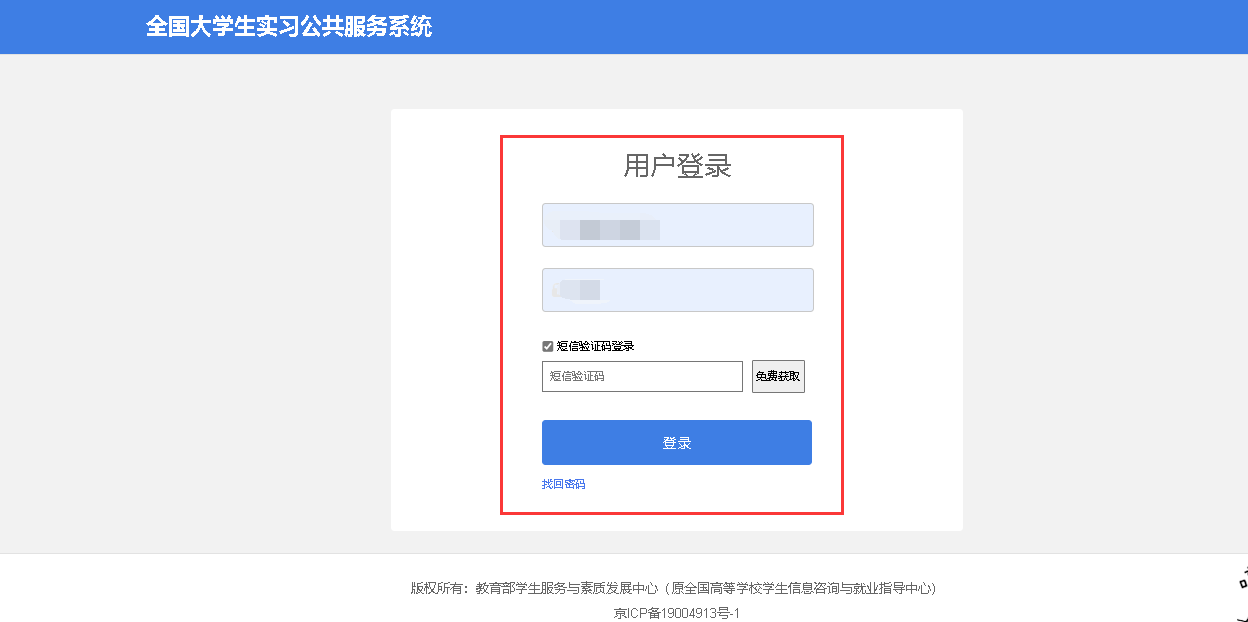 全国大学生实习公共服务系统
用户登录
短信验证码登录
短信验证码 免费获取
登录
找回密码
版权所有：教育部学生服务与素质发展中心（原全国高等学校学生信息咨询与就业指导中心）
京ICP备19004913号-1